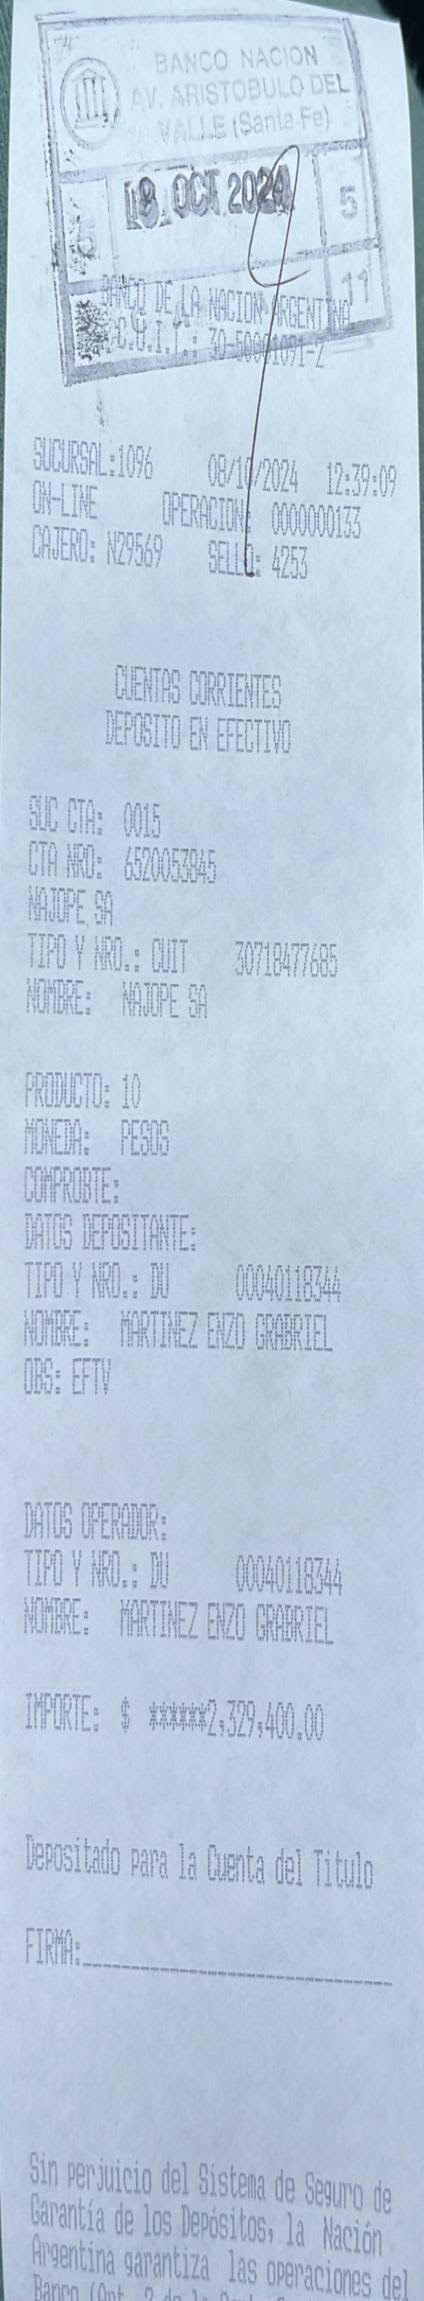 BANCO NACION
AV. ARISTOBULO DEL
VALLE (Santa Fe)
OCT 2024
5
11
BANCO DE LA NACION ARGENTINA
C.U.I.T.: 30-50001091-2
SUCURSAL:1096 08/10/2024 12:39:09
ON-LINE OPERACION: 0000000133
CAJERO: N29569 SELLO: 4253
CUENTAS CORRIENTES
DEPOSITO EN EFECTIVO
SUC CTA: 0015
CTA NRO: 6520053845
NAJOPE SA
TIPO Y NRO.: CUIT 30718477685
NOMBRE: NAJOPE SA
PRODUCTO: 10
MONEDA: PESOS
COMPROBTE:
DATOS DEPOSITANTE:
TIPO Y NRO.: DU 00040118344
NOMBRE: MARTINEZ ENZO GRABRIEL
OBS: EFTV
DATOS OPERADOR:
TIPO Y NRO.: DU 00040118344
NOMBRE: MARTINEZ ENZO GRABRIEL
IMPORTE: $ ******2,329,400.00
Depositado para la Cuenta del Titulo
FIRMA:
Sin perjuicio del Sistema de Seguro de
Garantía de los Depósitos, la Nación
Argentina garantiza las operaciones del
Banco